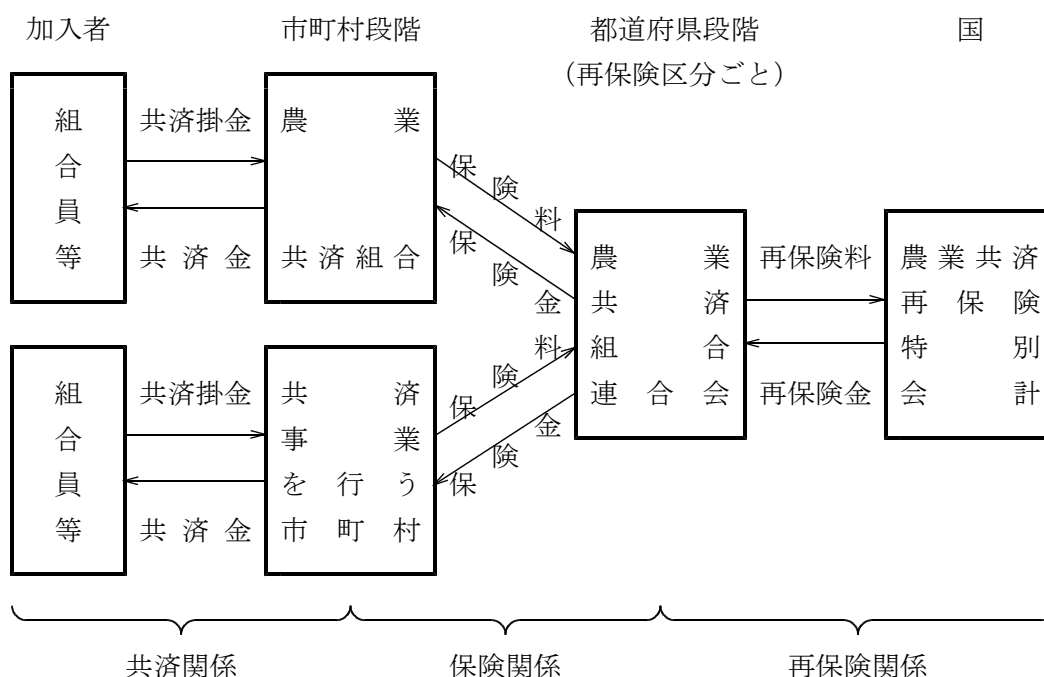 加入者 市町村段階 都道府県段階 国
(再保険区分ごと)
組合員等
共済掛金
共済金
農業
共済組合
保険料
保険金
組合員等
共済掛金
共済金
共済
事業
を行う
市町村
保険料
保険金
農業
共済
組合
連合会
再保険料
再保険金
農業共済
再保険
特別
会計
共済関係 保険関係 再保険関係